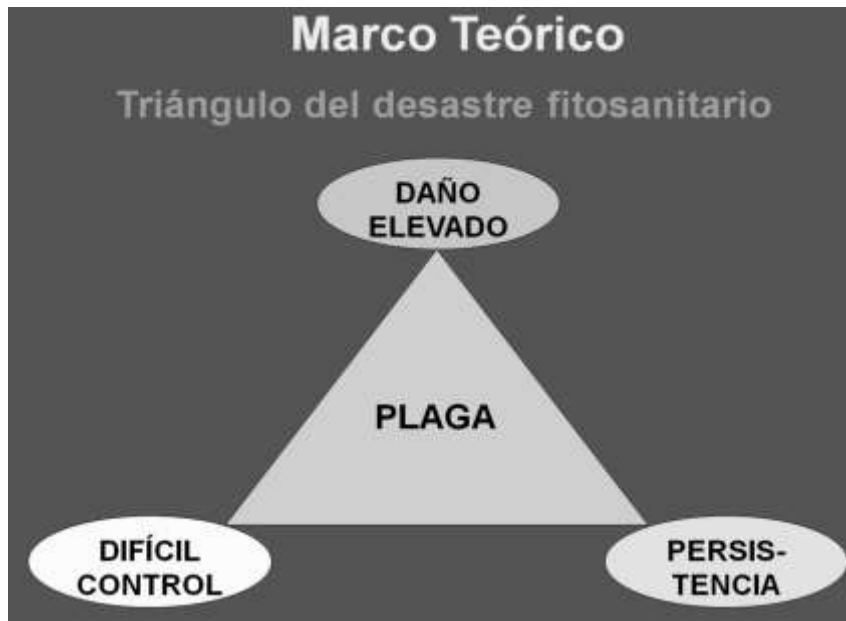 Marco Teórico
Triángulo del desastre fitosanitario
DAÑO
ELEVADO
PLAGA
DIFÍCIL
CONTROL
PERSIS-
TENCIA